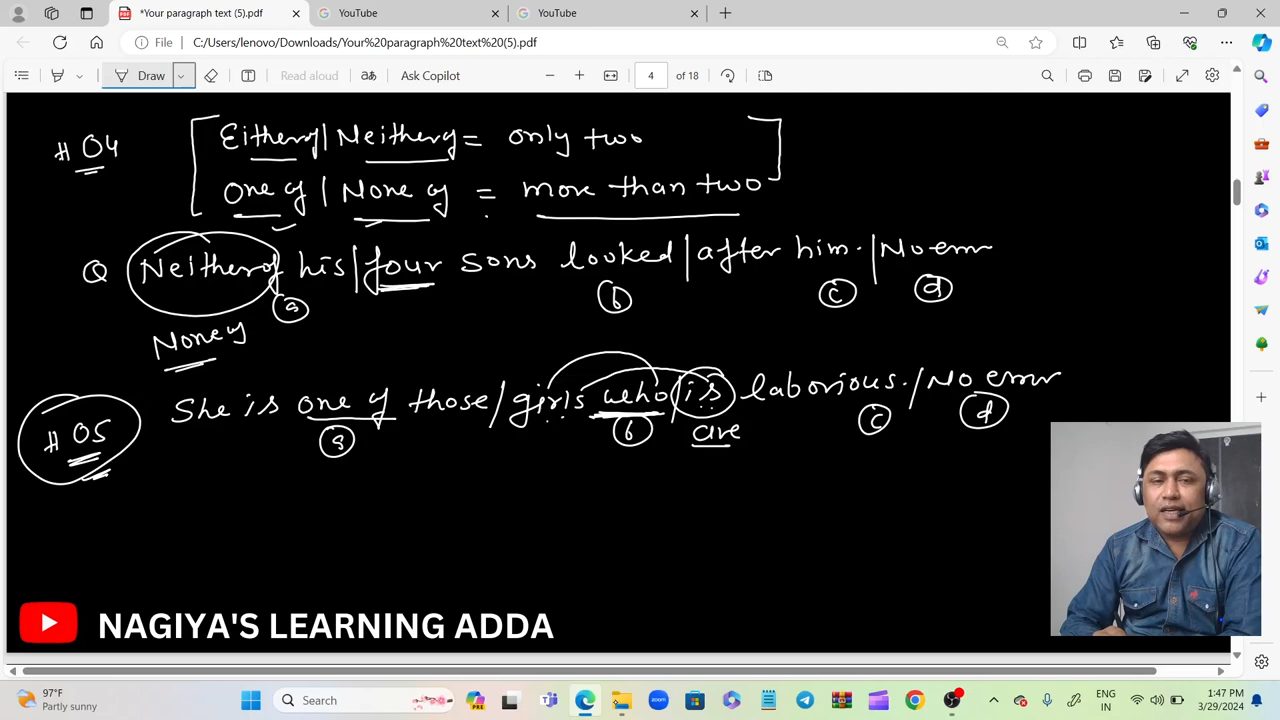 *Your paragraph text (5).pdf
YouTube
YouTube
File
C:/Users/lenovo/Downloads/Your%20paragraph%20text%20(5).pdf
Draw
Read aloud
aあ
Ask Copilot
4 of 18
# 04
Either of | Neither of = only two
One of | None of = more than two
Q Neither of his / four sons looked / after him. / No error
a b c d
None of
# 05 She is one of those / girls who / is laborious. / No error
a b are c d
NAGIYA'S LEARNING ADDA
97°F
Partly sunny
Search
PRE
zoom
ENG
IN
1:47 PM
3/29/2024